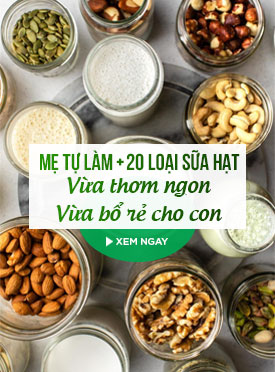 MẸ TỰ LÀM +20 LOẠI SỮA HẠT
Vừa thơm ngon
Vừa bổ rẻ cho con
XEM NGAY